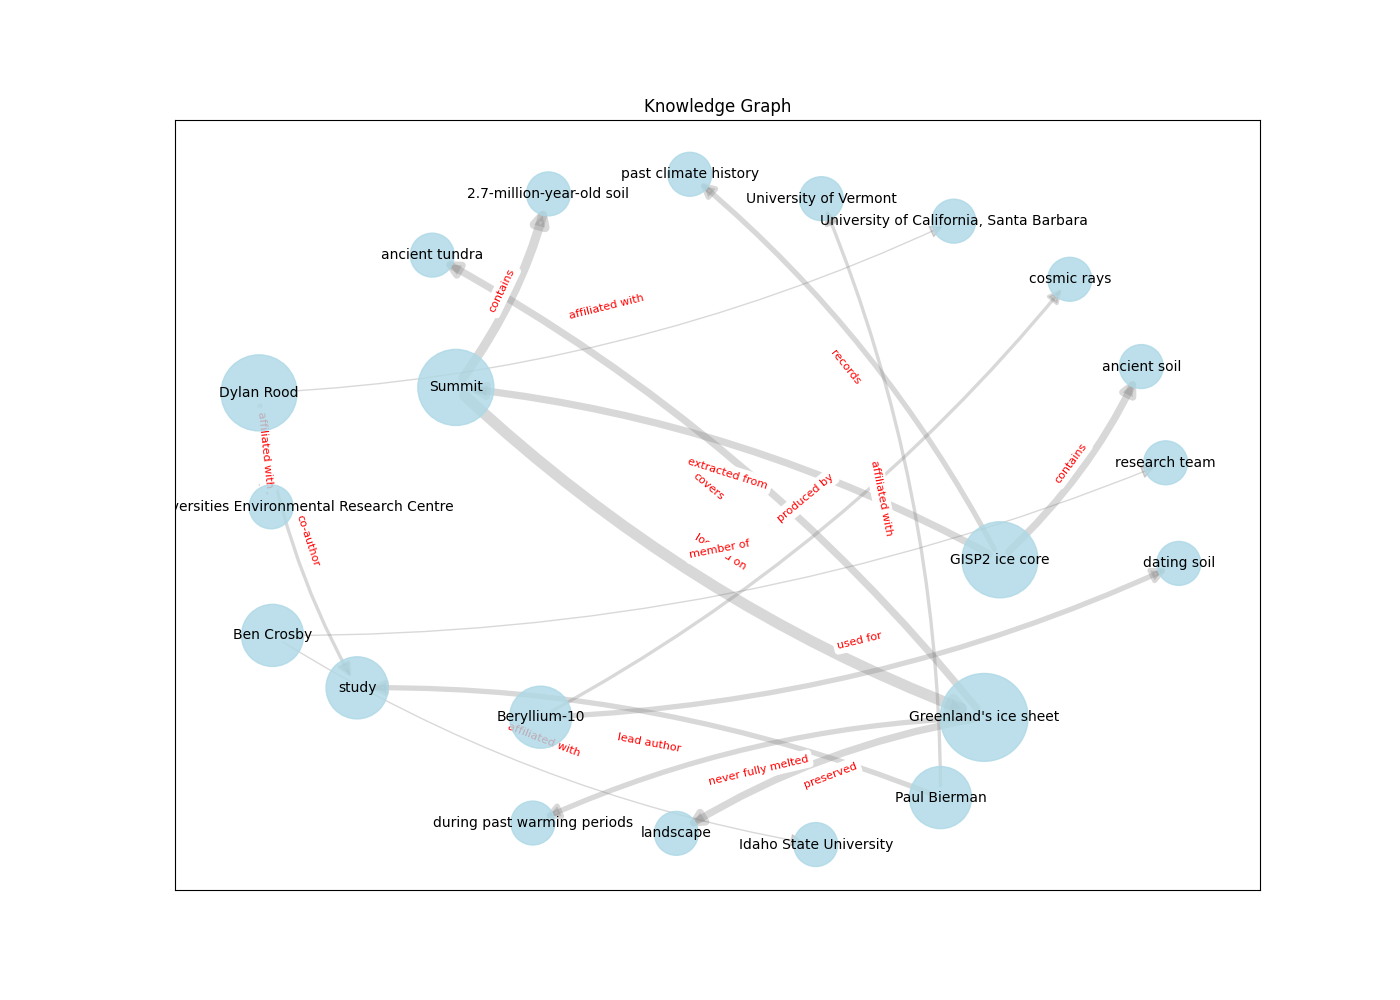 Knowledge Graph
past climate history
2.7-million-year-old soil
University of Vermont
University of California, Santa Barbara
ancient tundra
cosmic rays
contains
affiliated with
records
ancient soil
Summit
Dylan Rood
affiliated with
extracted from
covers
produced by
affiliated with
contains
research team
versities Environmental Research Centre
co-author
member of
on
GISP2 ice core
dating soil
Ben Crosby
used for
study
Beryllium-10
Greenland's ice sheet
affiliated with
lead author
never fully melted
preserved
Paul Bierman
during past warming periods
landscape
Idaho State University